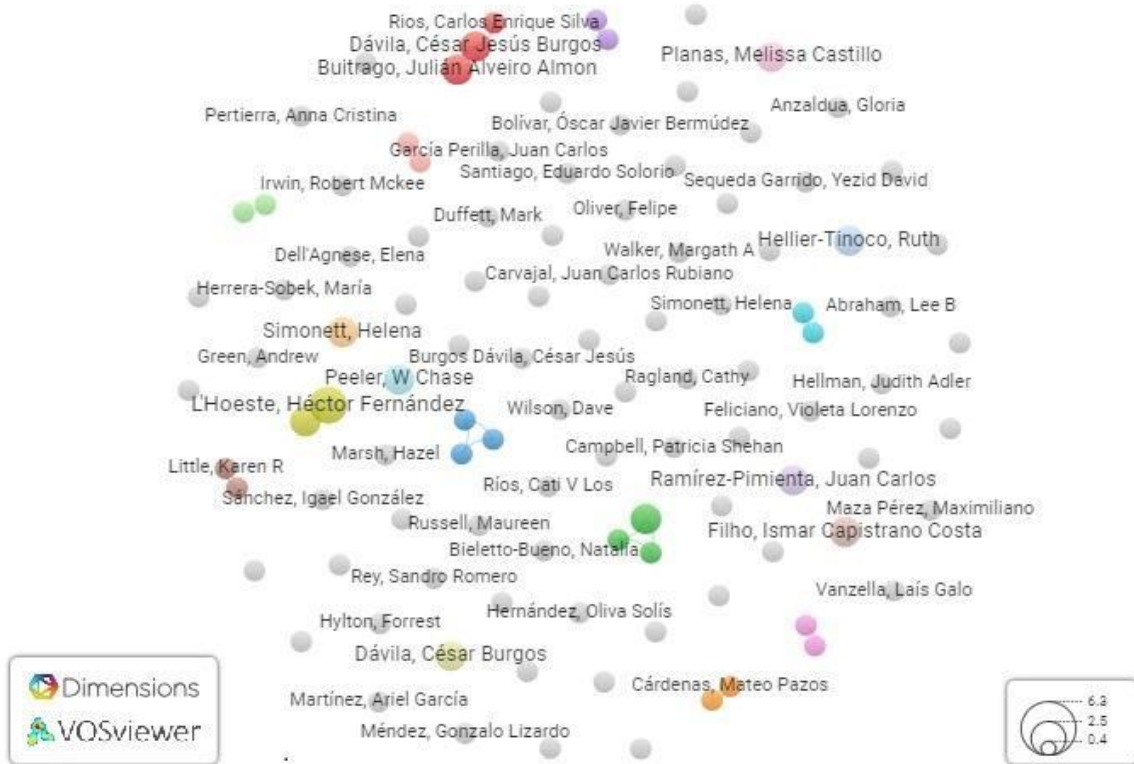 Rios, Carlos Enrique Silva
Dávila, César Jesús Burgos
Planas, Melissa Castillo
Buitrago, Julián Alveiro Almon
Anzaldua, Gloria
Pertierra, Anna Cristina
Bolívar, Óscar Javier Bermúdez
García Perilla, Juan Carlos
Santiago, Eduardo Solorio
Irwin, Robert Mckee
Sequeda Garrido, Yezid David
Duffett, Mark
Oliver, Felipe
Hellier-Tinoco, Ruth
Walker, Margath A
Dell'Agnese, Elena
Carvajal, Juan Carlos Rubiano
Herrera-Sobek, María
Simonett, Helena
Abraham, Lee B
Simonett, Helena
Green, Andrew
Burgos Dávila, César Jesús
Peeler, W Chase
Ragland, Cathy
Hellman, Judith Adler
L'Hoeste, Héctor Fernández
Wilson, Dave
Feliciano, Violeta Lorenzo
Marsh, Hazel
Campbell, Patricia Shehan
Little, Karen R
Ramírez-Pimienta, Juan Carlos
Ríos, Cati V Los
Sánchez, Igael González
Maza Pérez, Maximiliano
Russell, Maureen
Filho, Ismar Capistrano Costa
Bieletto-Bueno, Natalia
Rey, Sandro Romero
Vanzella, Laís Galo
Hernández, Oliva Solís
Hylton, Forrest
Dávila, César Burgos
Cárdenas, Mateo Pazos
Martínez, Ariel García
Méndez, Gonzalo Lizardo
Dimensions
VOSviewer
6.3
2.5
0.4